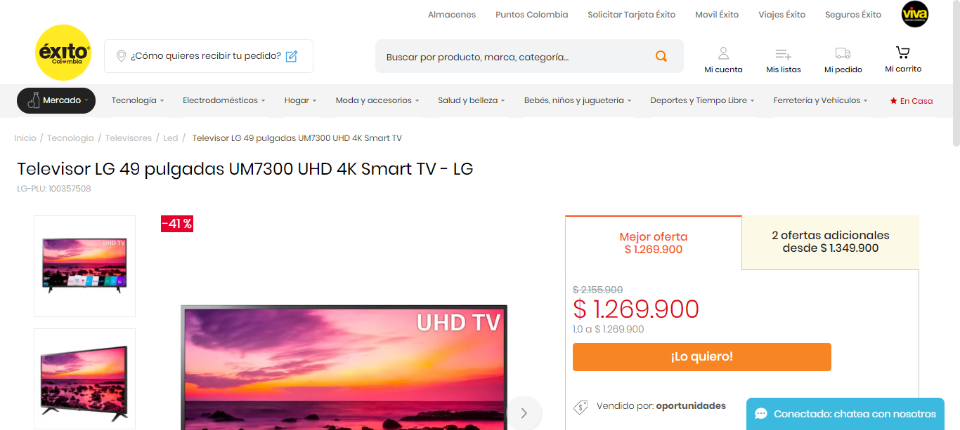 Almacenes Puntos Colombia Solicitar Tarjeta Éxito Movil Éxito Viajes Éxito Seguros Éxito viva
éxito
Colombia
¿Cómo quieres recibir tu pedido?
Buscar por producto, marca, categoría...
Mi cuenta Mis listas Mi pedido Mi carrito
Mercado Tecnología Electrodomésticos Hogar Moda y accesorios Salud y belleza Bebés, niños y juguetería Deportes y Tiempo Libre Ferretería y Vehículos En Casa
Inicio / Tecnología / Televisores / Led / Televisor LG 49 pulgadas UM7300 UHD 4K Smart TV
Televisor LG 49 pulgadas UM7300 UHD 4K Smart TV - LG
LG-PLU: 100357508
-41 %
UHD TV
UHD TV
Mejor oferta
$ 1.269.900
2 ofertas adicionales
desde $ 1.349.900
$ 2.155.900
$ 1.269.900
1,0 a $ 1.269.900
¡Lo quiero!
Vendido por: oportunidades
Conectado: chatea con nosotros